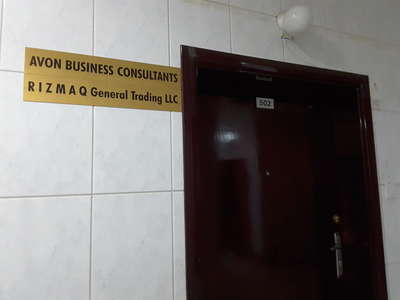 AVON BUSINESS CONSULTANTS
RIZMAQ General Trading LLC
502